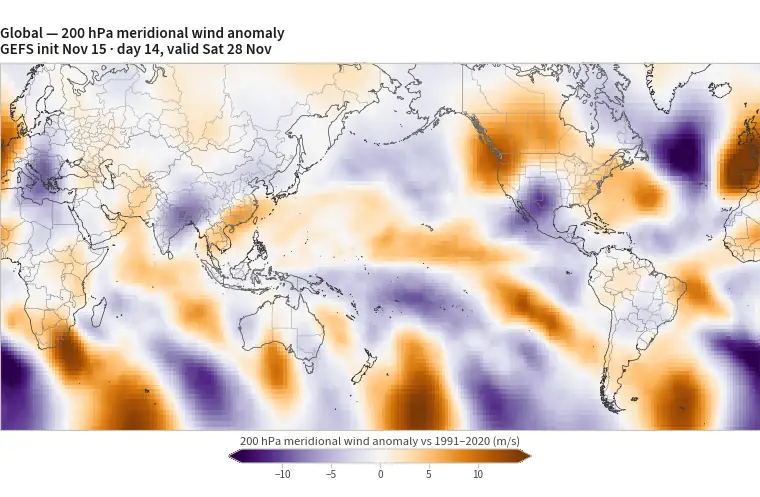 Global — 200 hPa meridional wind anomaly
GEFS init Nov 15 · day 14, valid Sat 28 Nov
200 hPa meridional wind anomaly vs 1991–2020 (m/s)
−10 −5 0 5 10